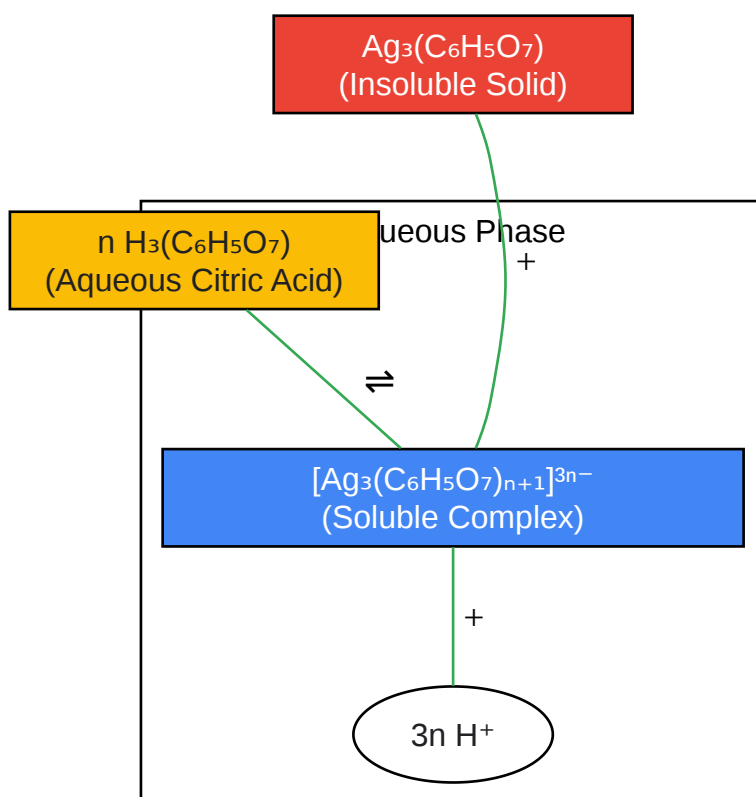 Ag₃(C₆H₅O₇)
(Insoluble Solid)
ueous Phase
n H₃(C₆H₅O₇)
(Aqueous Citric Acid)
+
⇌
[Ag₃(C₆H₅O₇)ₙ₊₁]³ⁿ⁻
(Soluble Complex)
+
3n H⁺